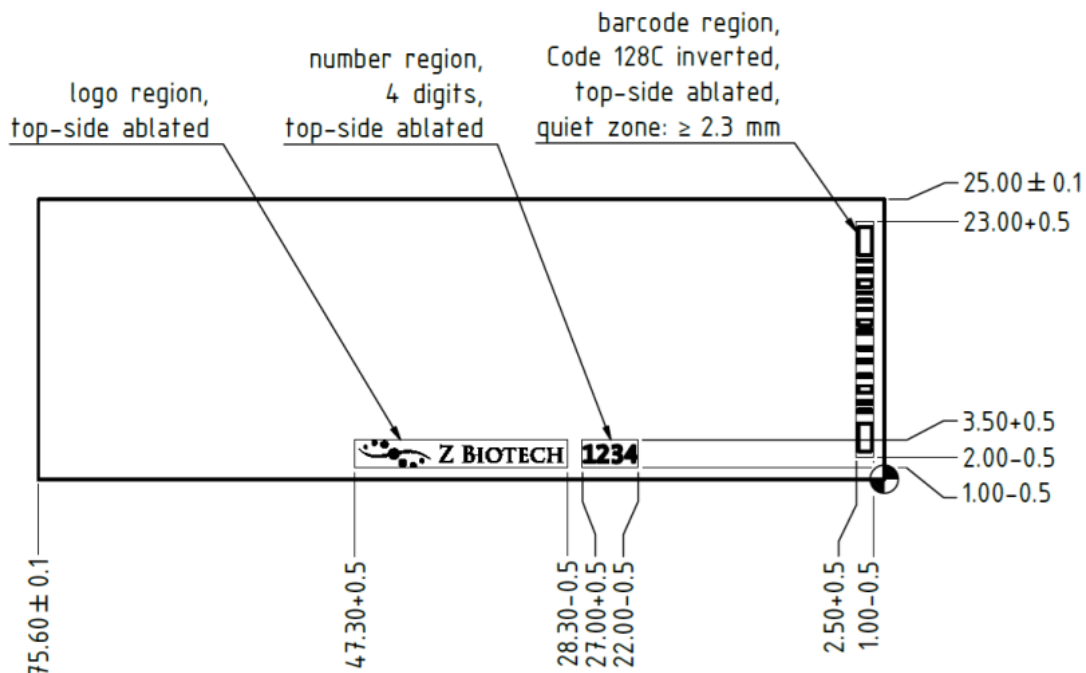 barcode region,
Code 128C inverted,
top-side ablated,
quiet zone: ≥ 2.3 mm
number region,
4 digits,
top-side ablated
logo region,
top-side ablated
25.00 ± 0.1
23.00+0.5
Z BIOTECH
1234
3.50+0.5
2.00-0.5
1.00-0.5
75.60 ± 0.1
47.30+0.5
28.30-0.5
27.00+0.5
22.00-0.5
2.50+0.5
1.00-0.5